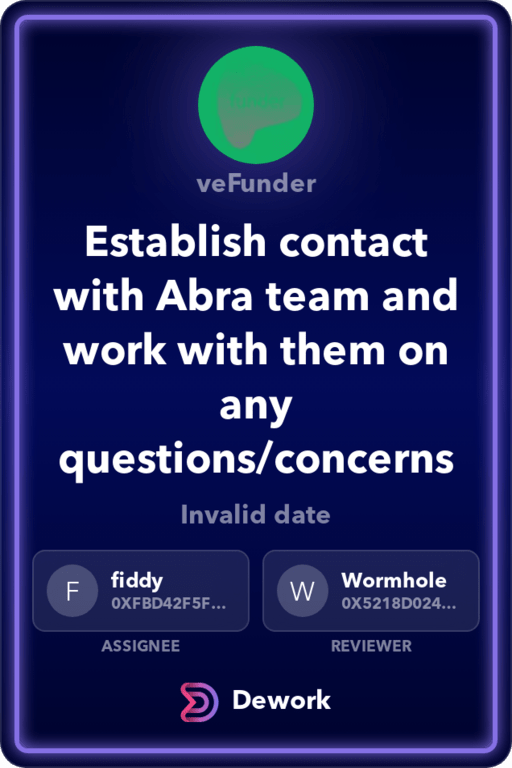 veFunder
Establish contact
with Abra team and
work with them on
any
questions/concerns
Invalid date
F
fiddy
0XFBD42F5F...
W
Wormhole
0X5218D024...
ASSIGNEE
REVIEWER
Dework